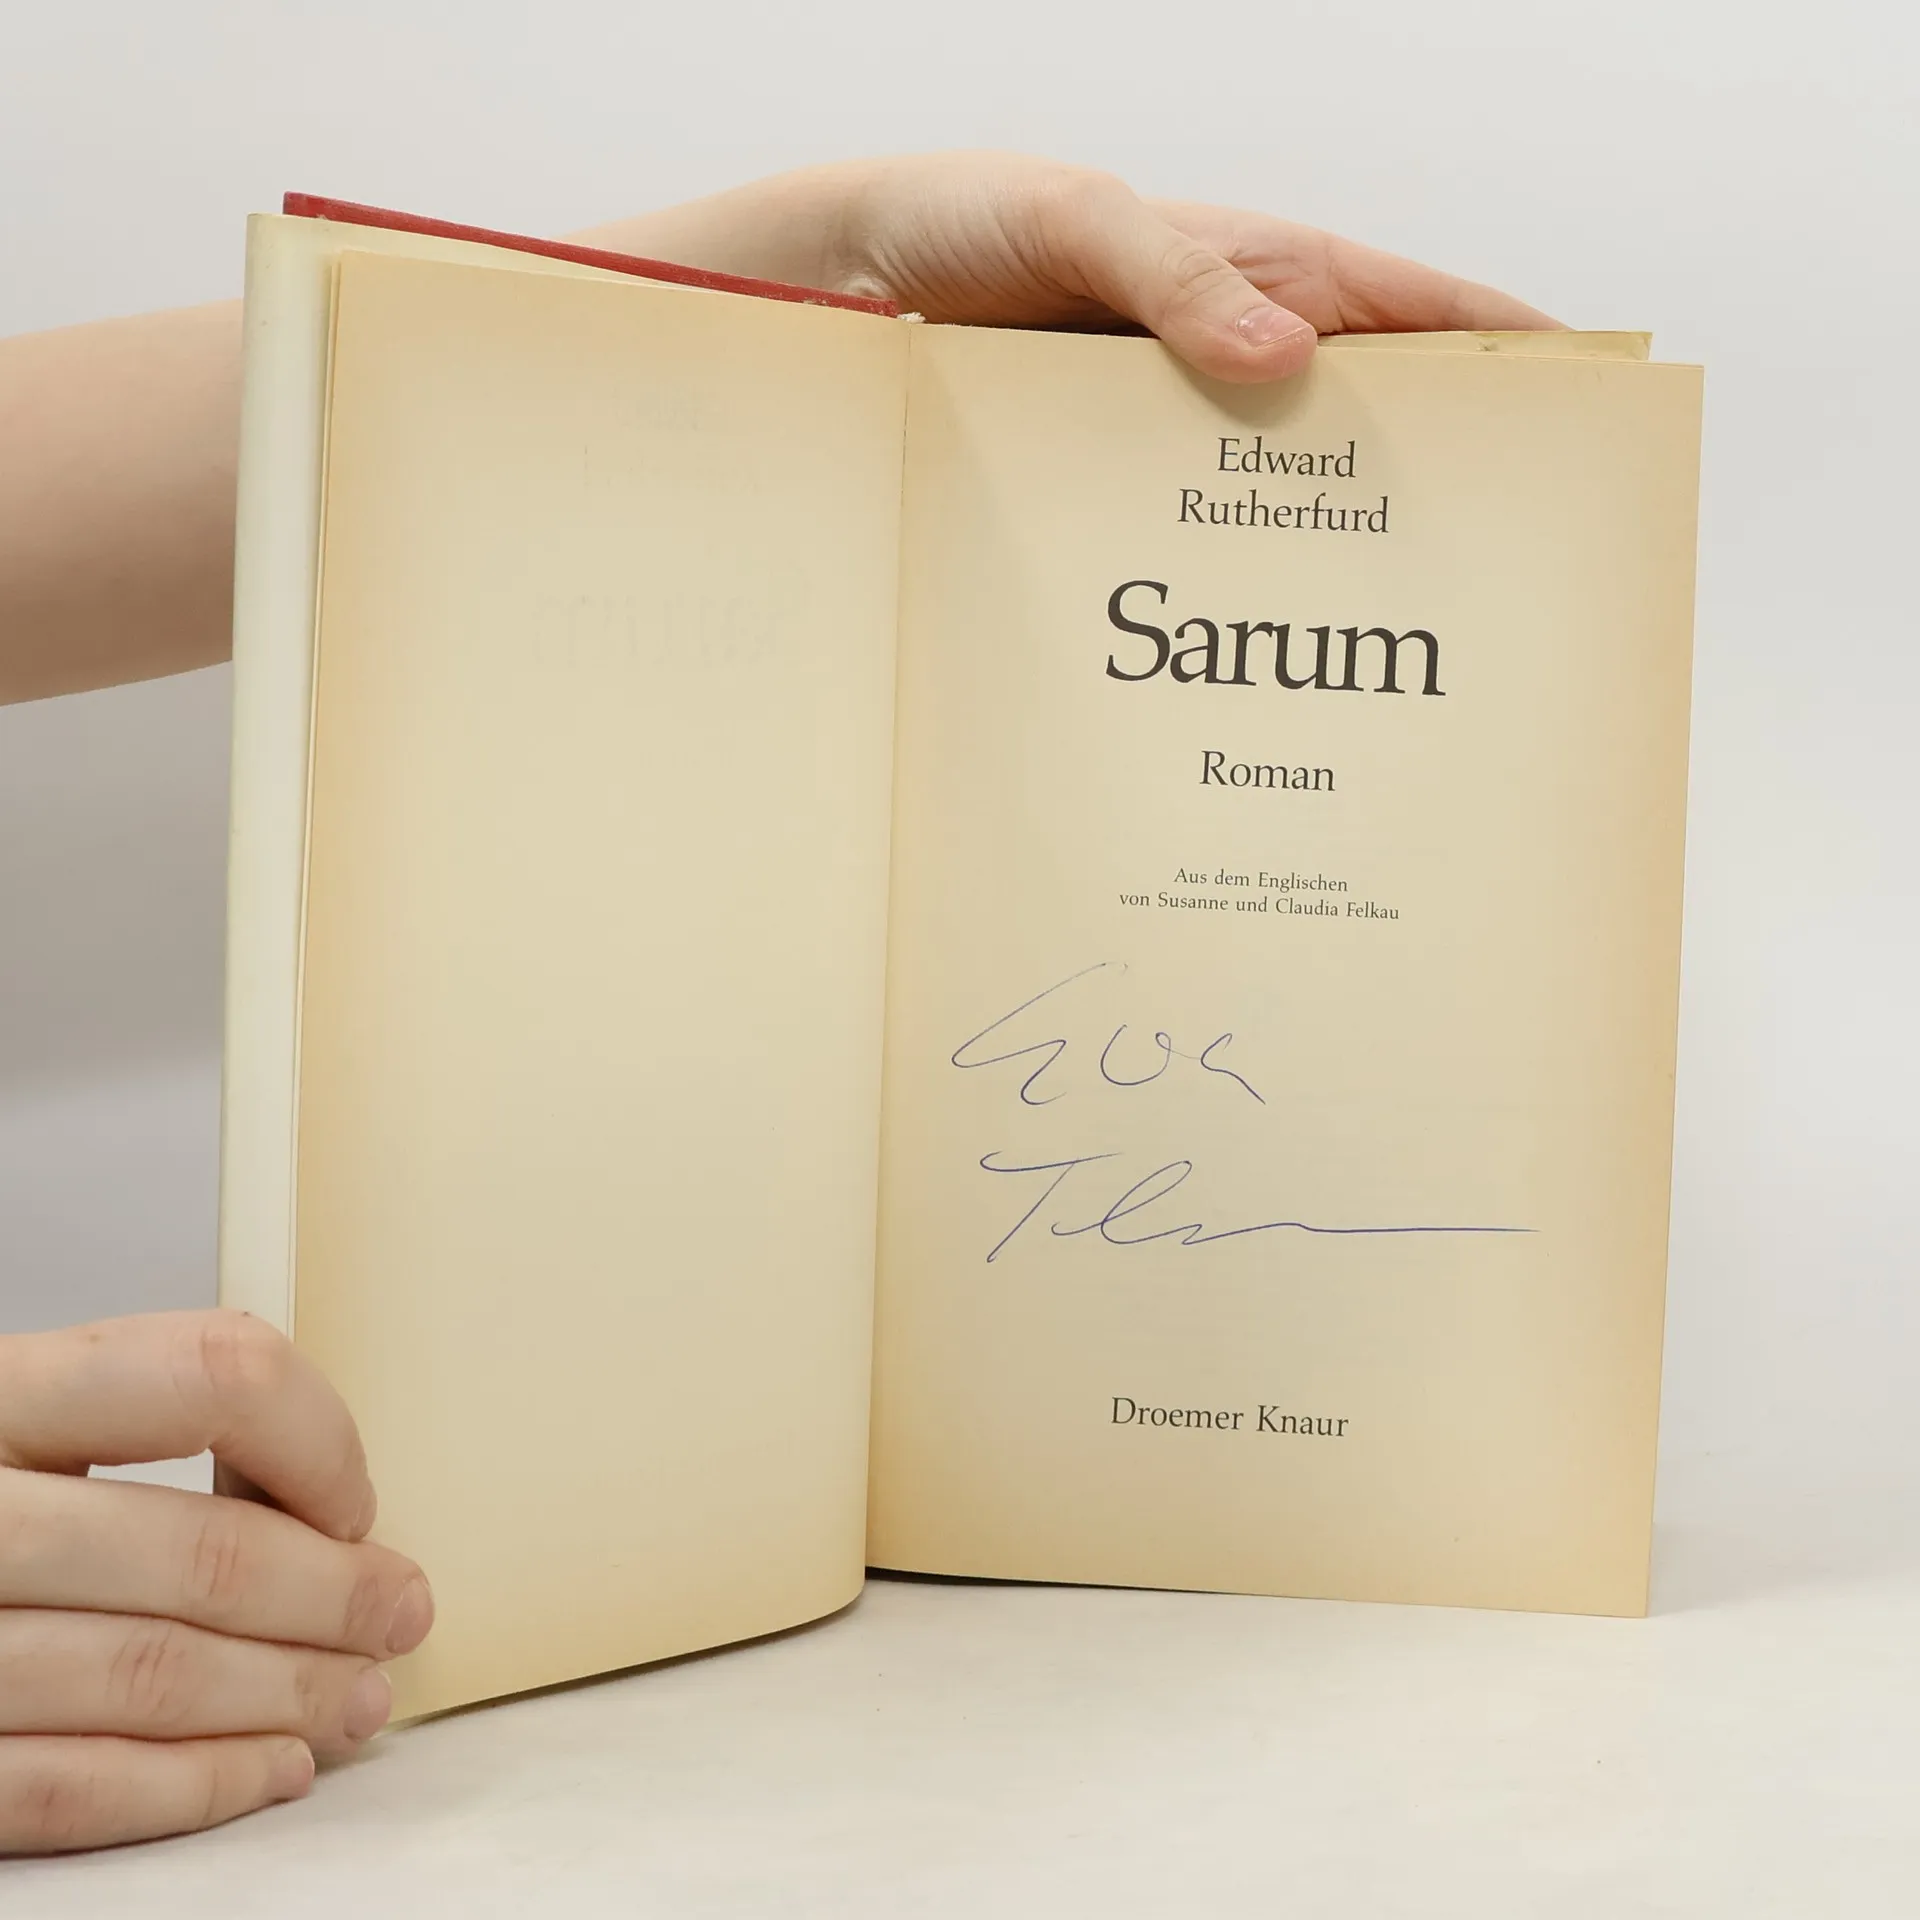 Edward
Rutherfurd
Sarum
Roman
Aus dem Englischen
von Susanne und Claudia Felkau
Droemer Knaur